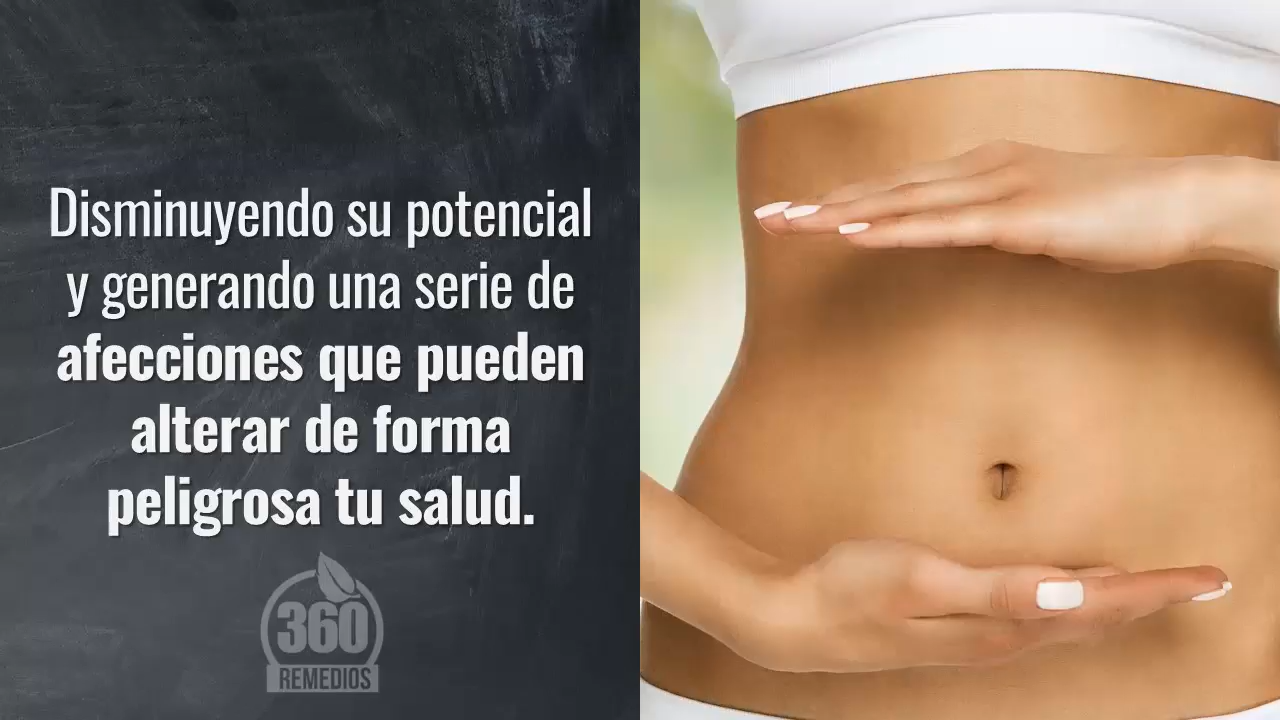 Disminuyendo su potencial
y generando una serie de
afecciones que pueden
alterar de forma
peligrosa tu salud.
360
REMEDIOS